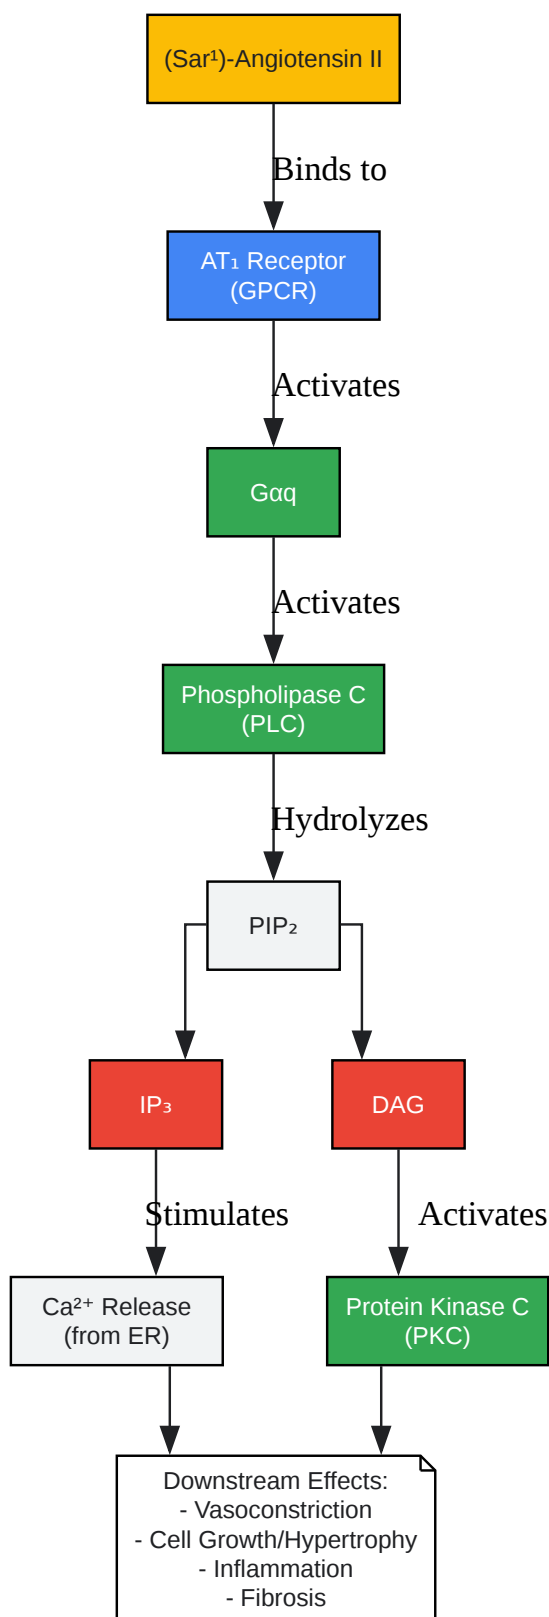 (Sar¹)-Angiotensin II
Binds to
AT₁ Receptor
(GPCR)
Activates
Gαq
Activates
Phospholipase C
(PLC)
Hydrolyzes
PIP₂
IP₃
DAG
Stimulates
Activates
Ca²⁺ Release
(from ER)
Protein Kinase C
(PKC)
Downstream Effects:
- Vasoconstriction
- Cell Growth/Hypertrophy
- Inflammation
- Fibrosis